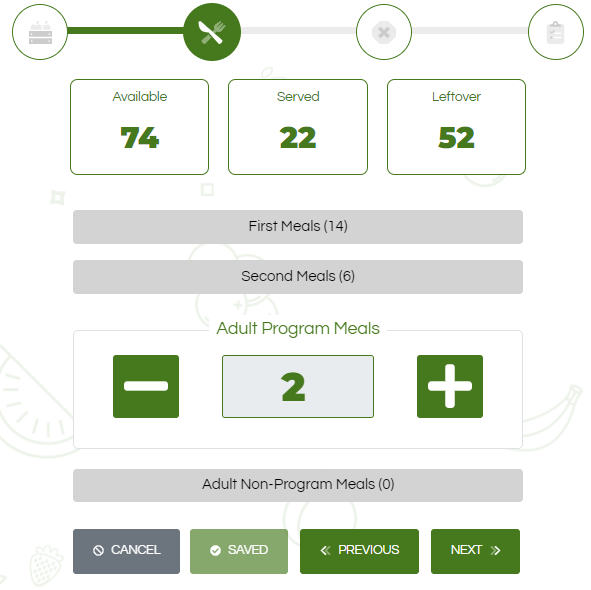 Available Served Leftover
74 22 52
First Meals (14)
Second Meals (6)
Adult Program Meals
2
Adult Non-Program Meals (0)
CANCEL SAVED PREVIOUS NEXT